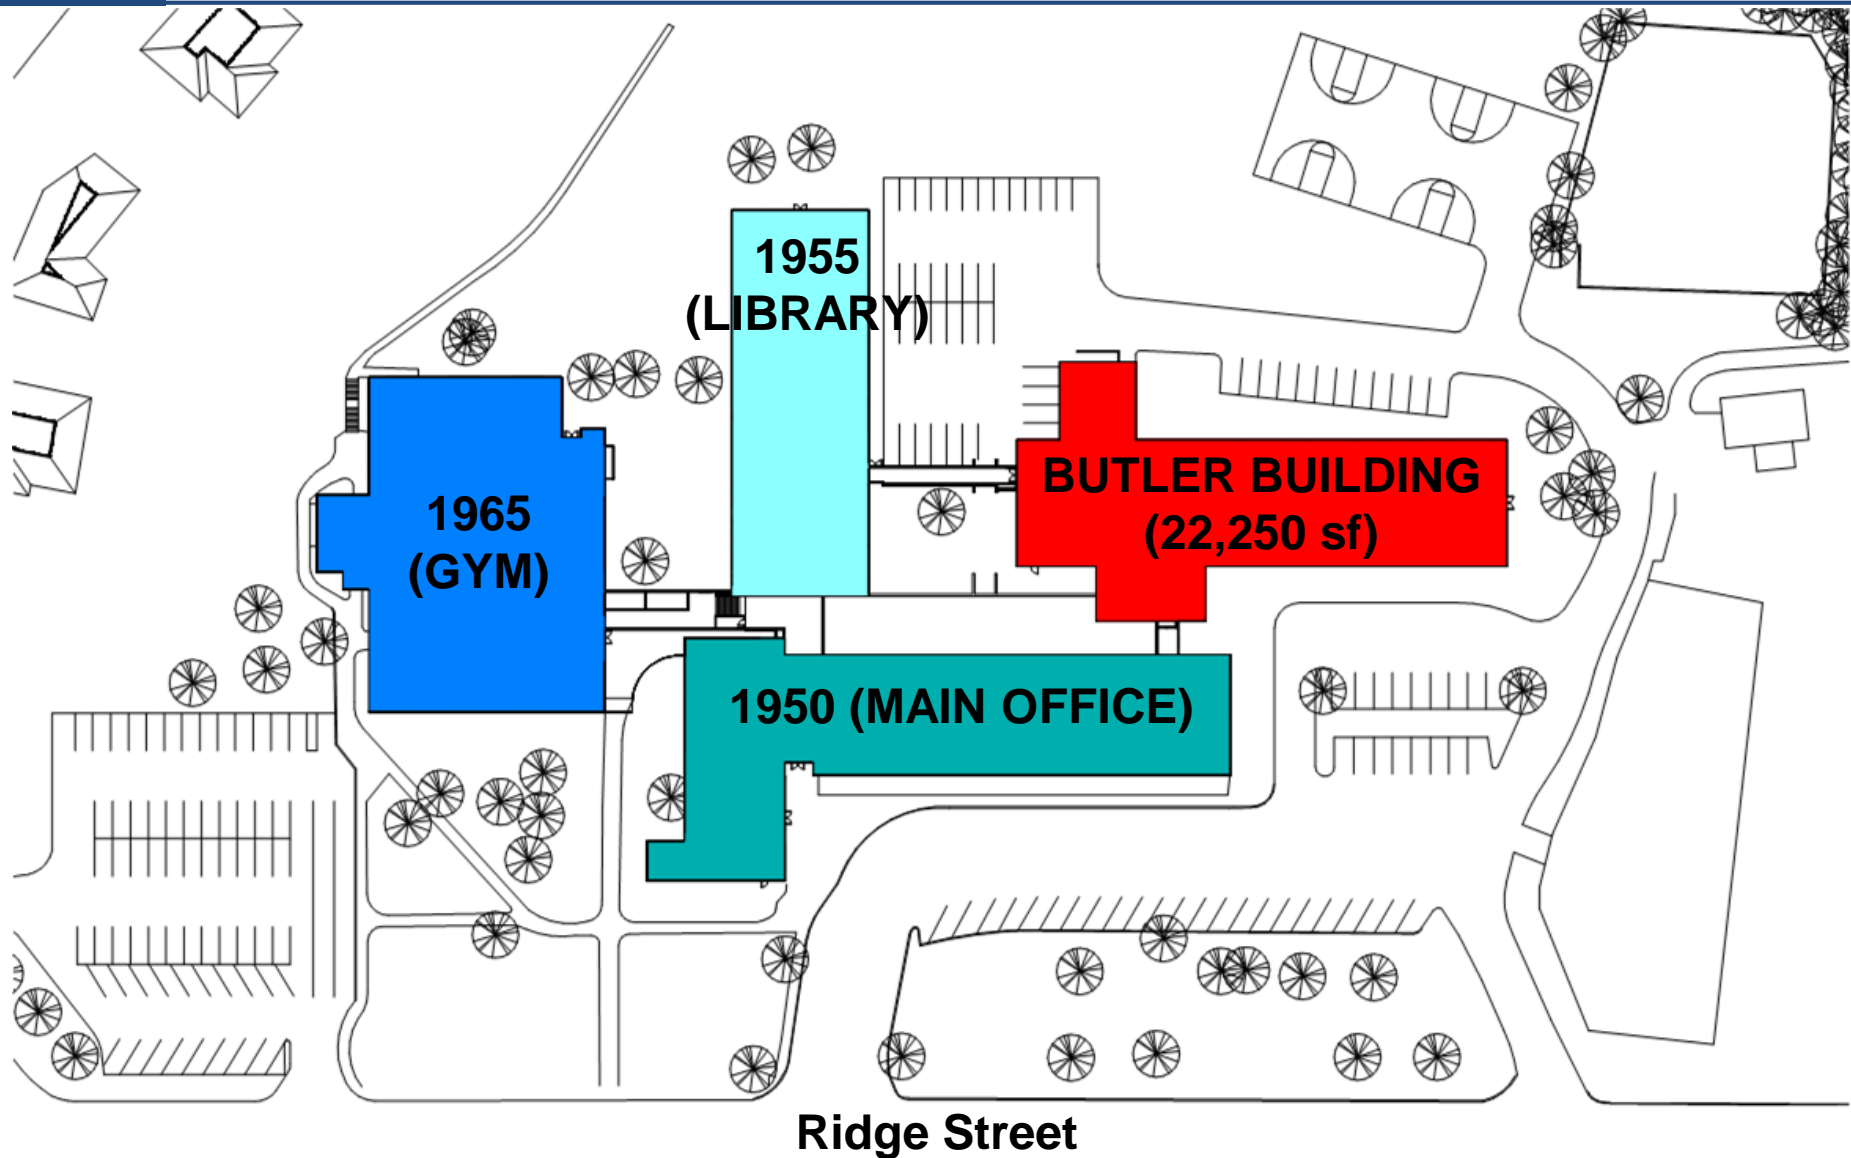 1955
(LIBRARY)
BUTLER BUILDING
(22,250 sf)
1965
(GYM)
1950 (MAIN OFFICE)
Ridge Street